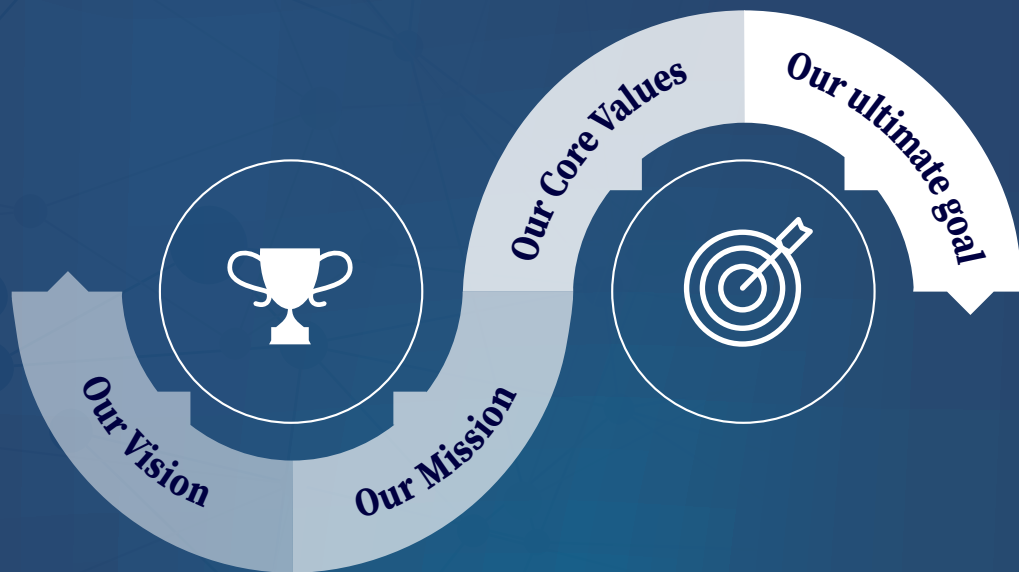 Our Vision
Our Mission
Our Core Values
Our ultimate goal